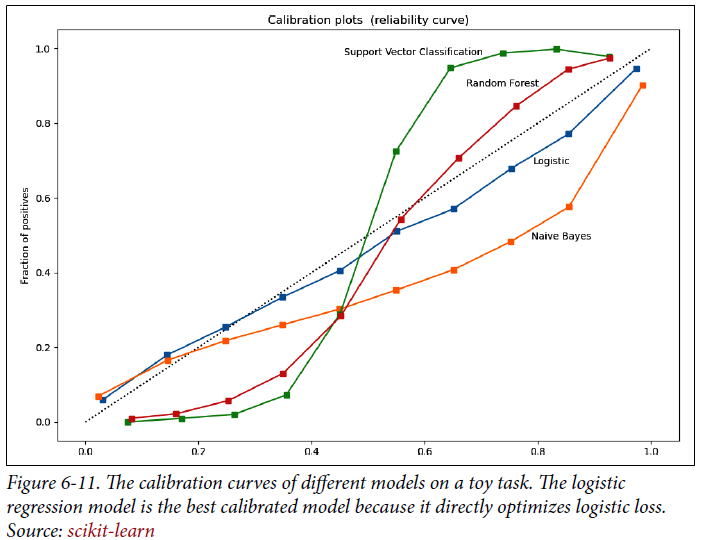 Calibration plots (reliability curve)
1.0
Support Vector Classification
Random Forest
0.8
Logistic
0.6
Fraction of positives
Naive Bayes
0.4
0.2
0.0
0.0 0.2 0.4 0.6 0.8 1.0
Figure 6-11. The calibration curves of different models on a toy task. The logistic
regression model is the best calibrated model because it directly optimizes logistic loss.
Source: scikit-learn